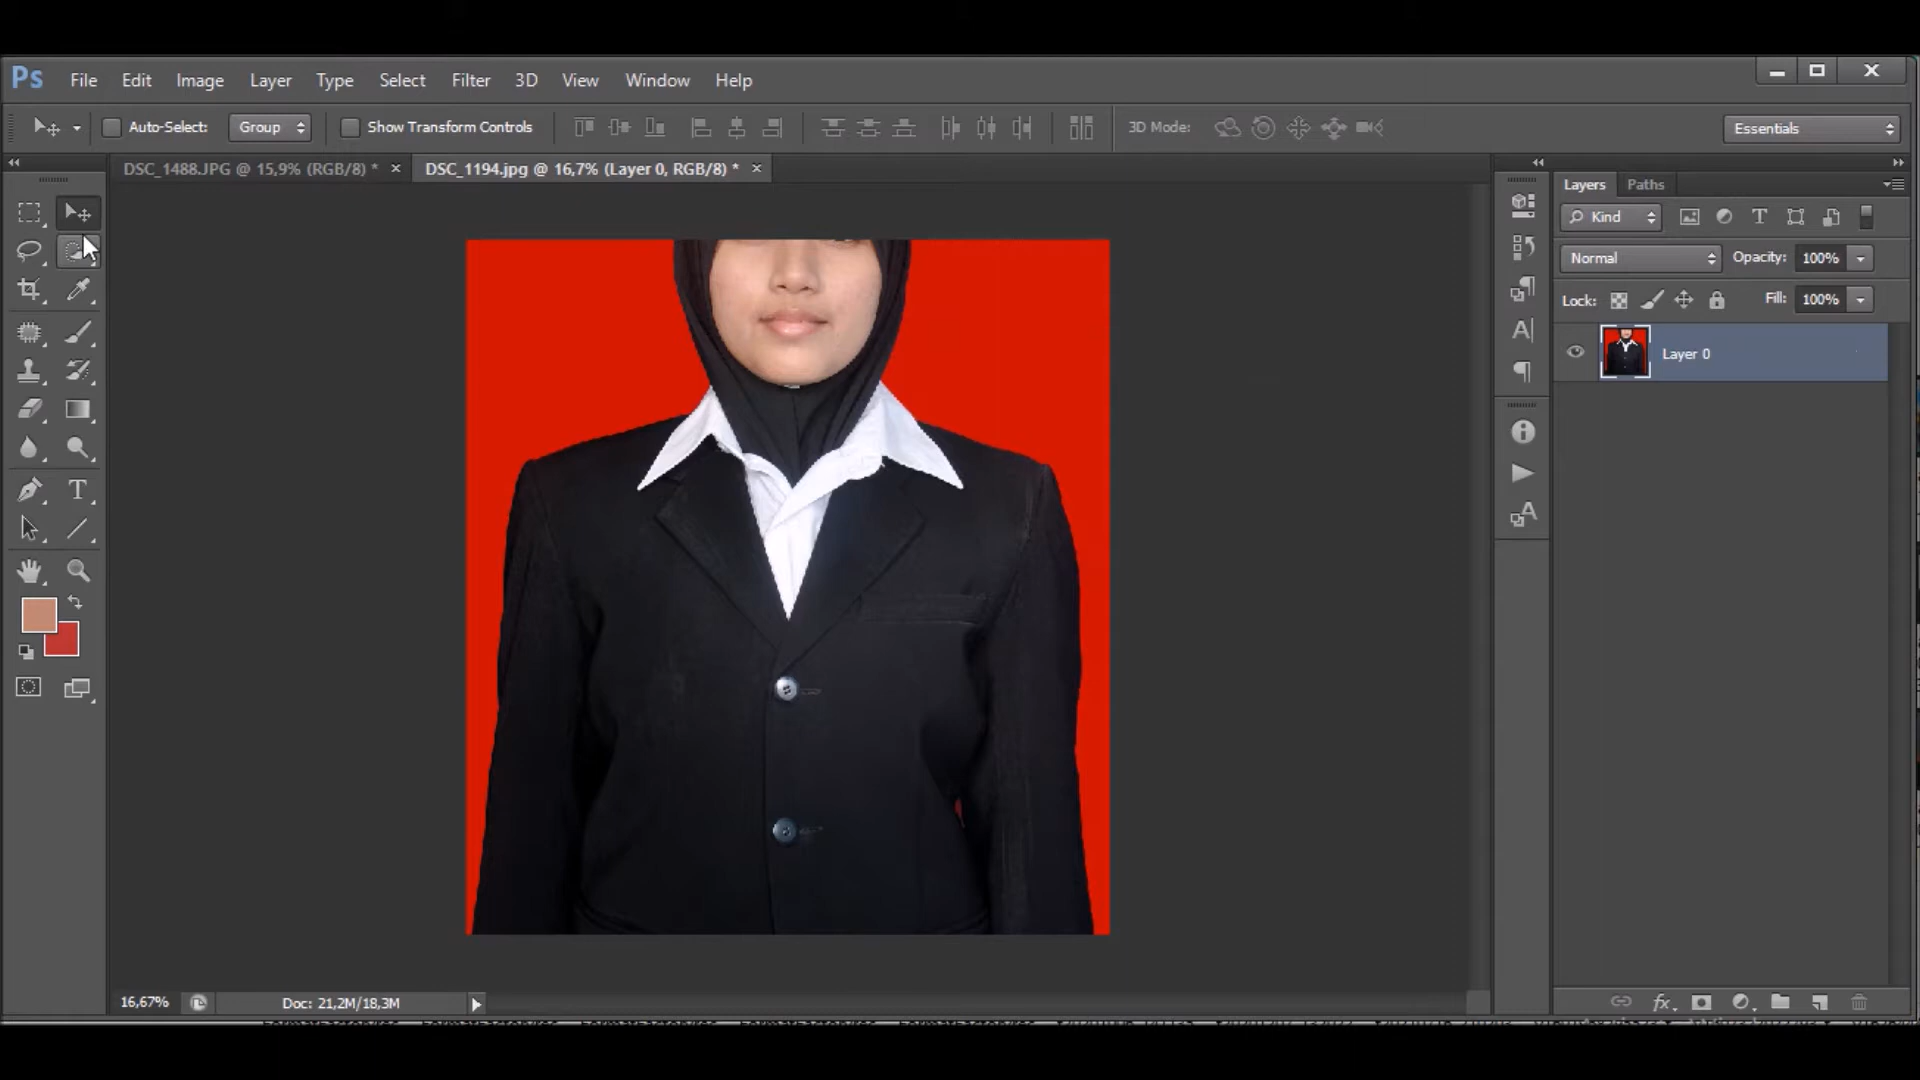 Ps File Edit Image Layer Type Select Filter 3D View Window Help
Auto-Select: Group Show Transform Controls 3D Mode: Essentials
DSC_1488.JPG @ 15,9% (RGB/8) * × DSC_1194.jpg @ 16,7% (Layer 0, RGB/8) * ×
Layers Paths
Kind
Normal Opacity: 100%
Lock: Fill: 100%
Layer 0
16,67% Doc: 21,2M/18,3M